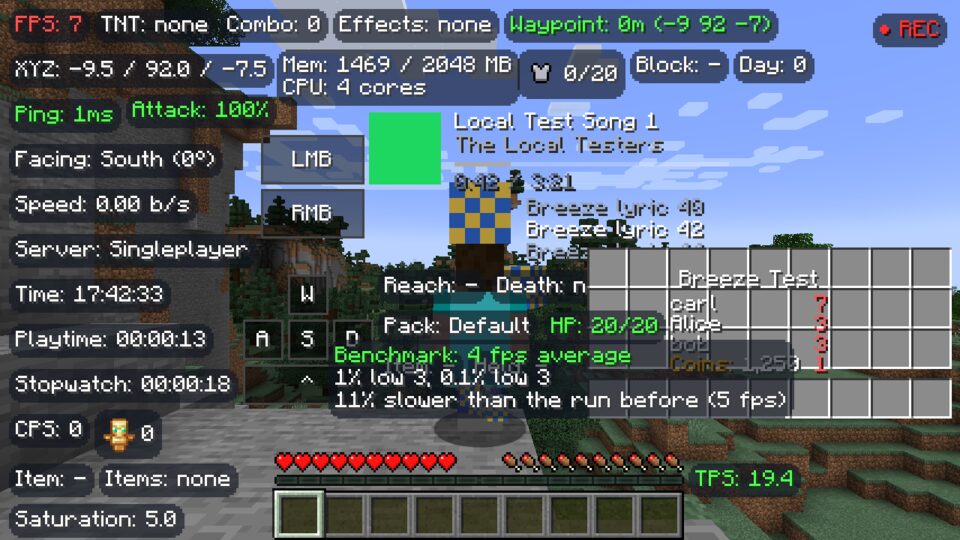 FPS: 7 TNT: none Combo: 0 Effects: none Waypoint: 0m (-9 92 -7)
REC
XYZ: -9.5 / 92.0 / -7.5
Mem: 1469 / 2048 MB
CPU: 4 cores
0/20
Block: - Day: 0
Ping: 1ms Attack: 100%
Local Test Song 1
The Local Testers
0:42 / 3:21
Facing: South (0°)
LMB
RMB
Speed: 0.00 b/s
Breeze lyric 42
Breeze lyric
Server: Singleplayer
Time: 17:42:33
W
A S D
^
Reach: - Death: n
Breeze Test
carl 7
Alice 3
bob 3
Coins: 1,250 1
Pack: Default HP: 20/20
Playtime: 00:00:13
Benchmark: 4 fps average
1% low 3, 0.1% low 3
11% slower than the run before (5 fps)
Stopwatch: 00:00:18
CPS: 0
0
Item: - Items: none
TPS: 19.4
Saturation: 5.0